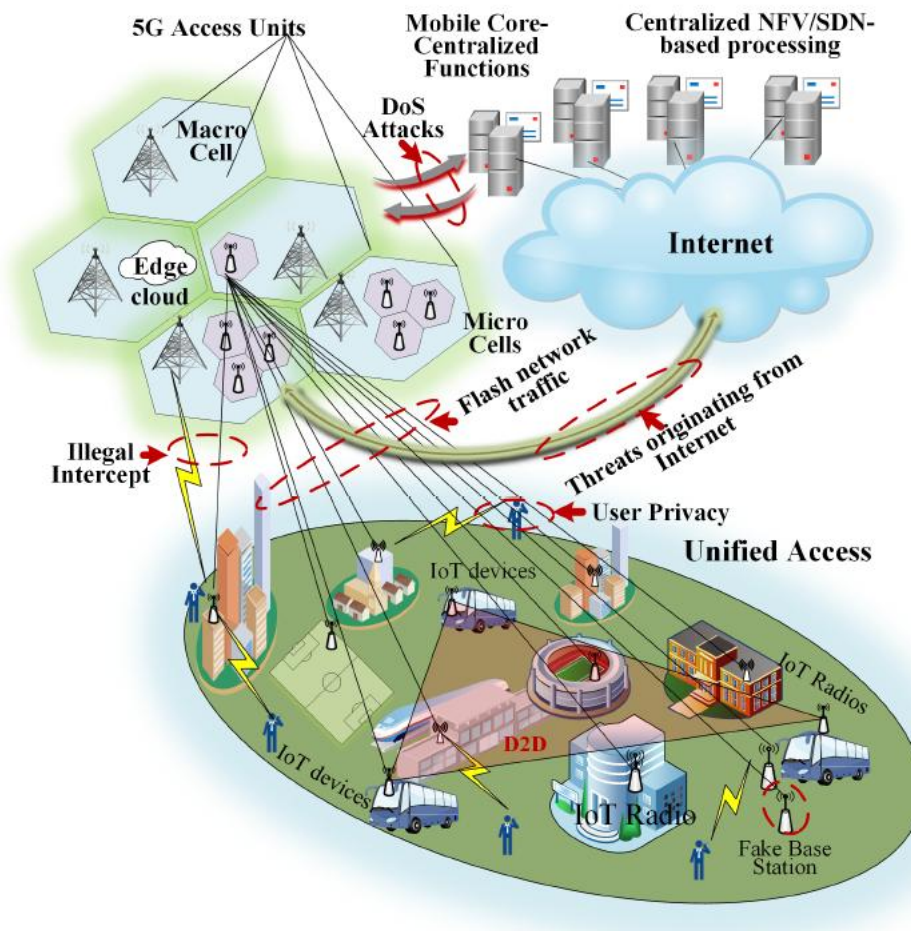 5G Access Units
Mobile Core-
Centralized
Functions
Centralized NFV/SDN-
based processing
DoS
Attacks
Macro
Cell
Internet
Edge
cloud
Micro
Cells
Flash network
traffic
Threats originating from
Internet
Illegal
Intercept
User Privacy
Unified Access
IoT devices
IoT Radios
D2D
IoT devices
IoT Radio
Fake Base
Station